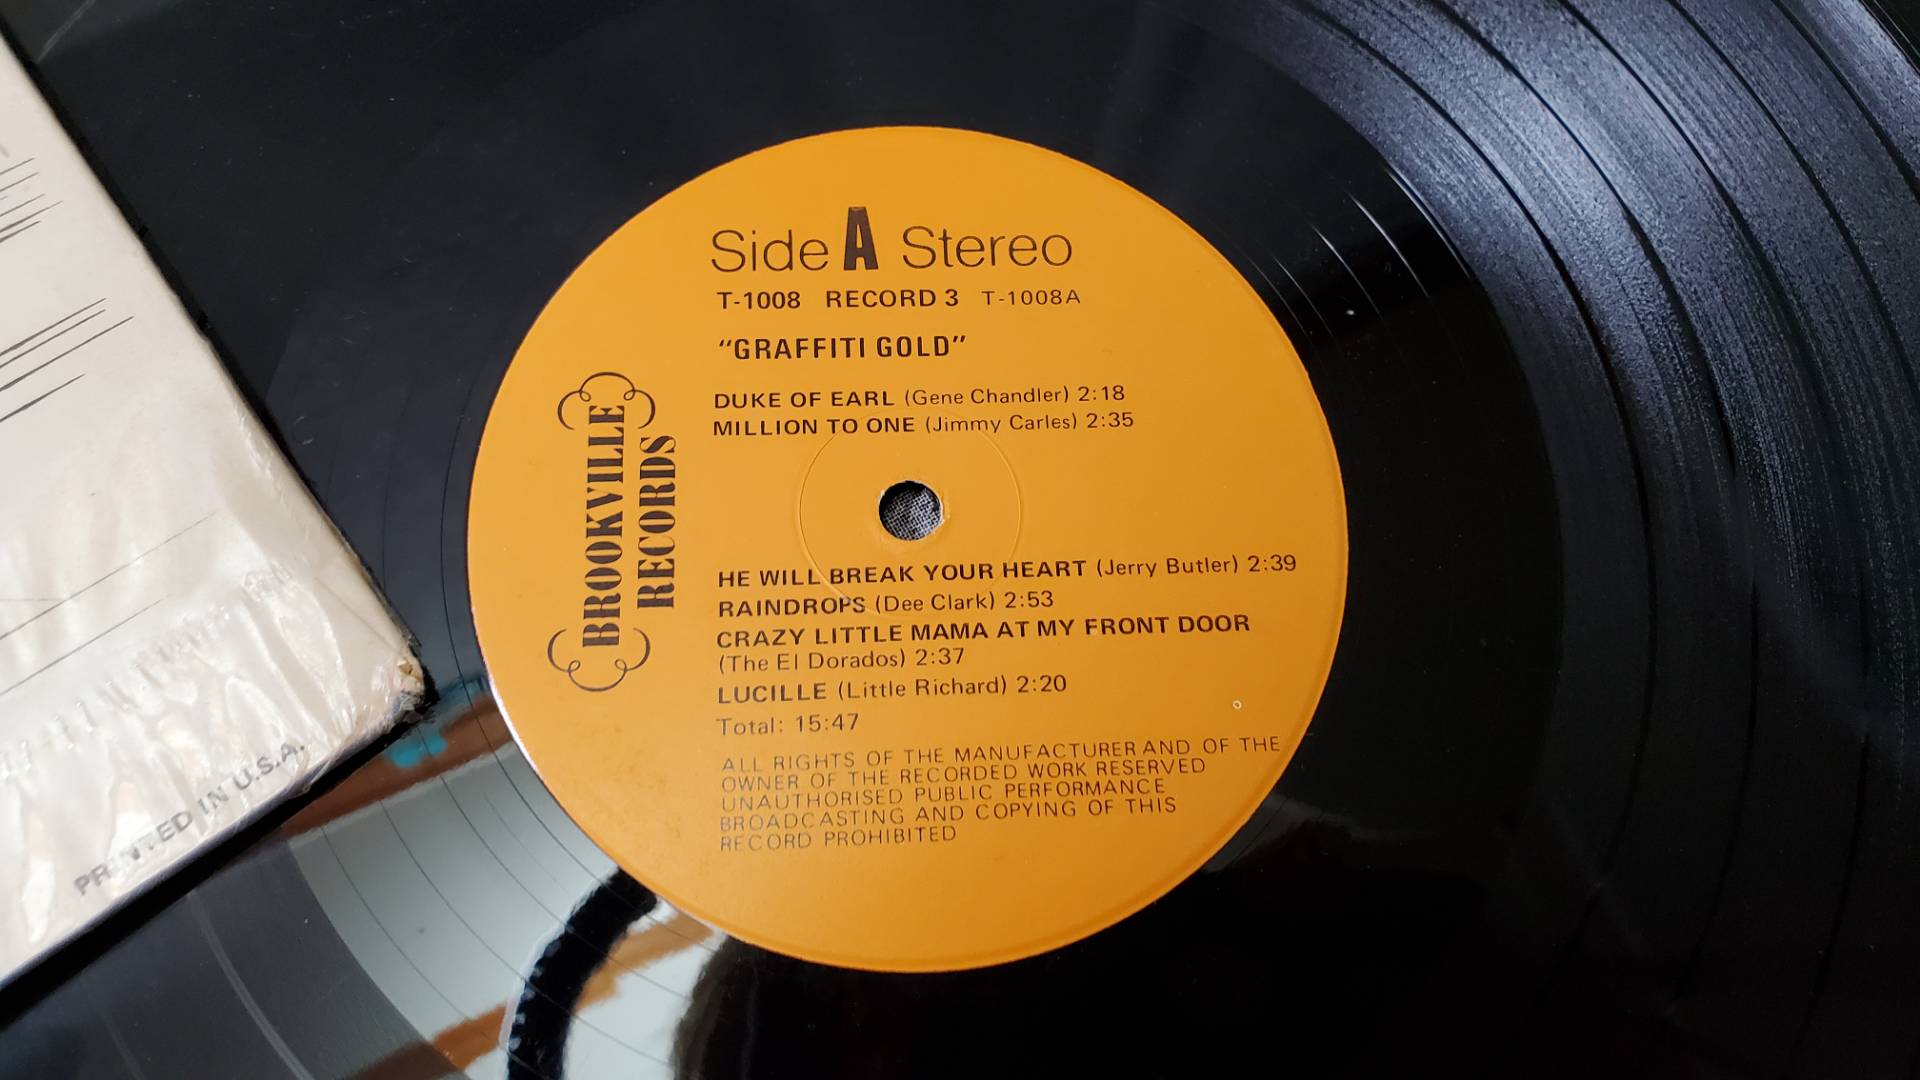 Side A Stereo
T-1008 RECORD 3 T-1008A
"GRAFFITI GOLD"
DUKE OF EARL (Gene Chandler) 2:18
MILLION TO ONE (Jimmy Carles) 2:35
BROOKVILLE
RECORDS
HE WILL BREAK YOUR HEART (Jerry Butler) 2:39
RAINDROPS (Dee Clark) 2:53
CRAZY LITTLE MAMA AT MY FRONT DOOR
(The El Dorados) 2:37
LUCILLE (Little Richard) 2:20
Total: 15:47
ALL RIGHTS OF THE MANUFACTURER AND OF THE
OWNER OF THE RECORDED WORK RESERVED
UNAUTHORISED PUBLIC PERFORMANCE
BROADCASTING AND COPYING OF THIS
RECORD PROHIBITED
PRINTED IN U.S.A.